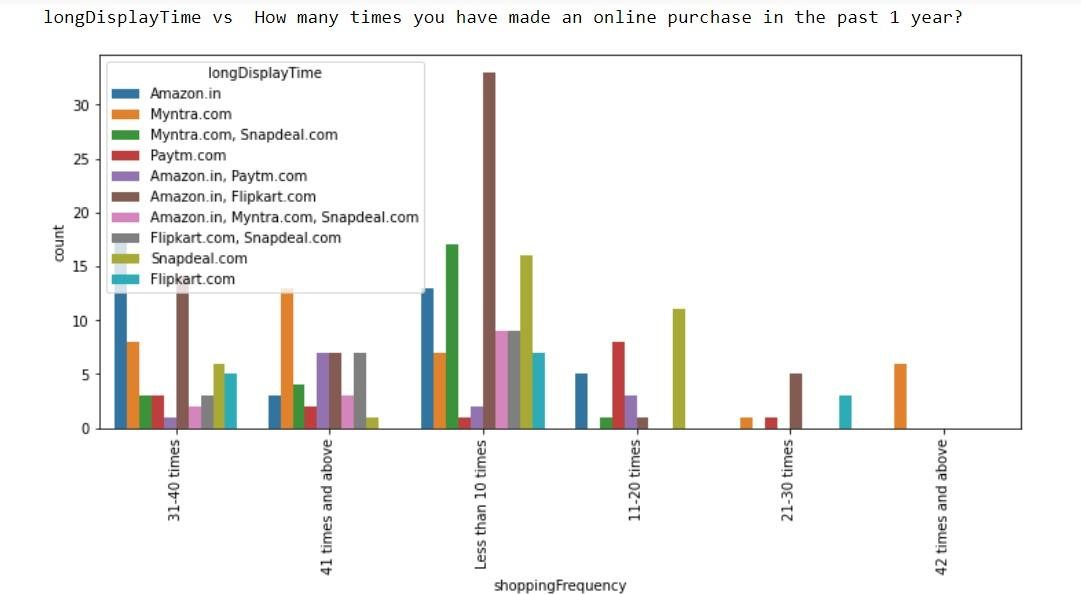 longDisplayTime vs  How many times you have made an online purchase in the past 1 year?
longDisplayTime
Amazon.in
Myntra.com
Myntra.com, Snapdeal.com
Paytm.com
Amazon.in, Paytm.com
Amazon.in, Flipkart.com
Amazon.in, Myntra.com, Snapdeal.com
Flipkart.com, Snapdeal.com
Snapdeal.com
Flipkart.com
count
30
25
20
15
10
5
0
31-40 times
41 times and above
Less than 10 times
11-20 times
21-30 times
42 times and above
shoppingFrequency